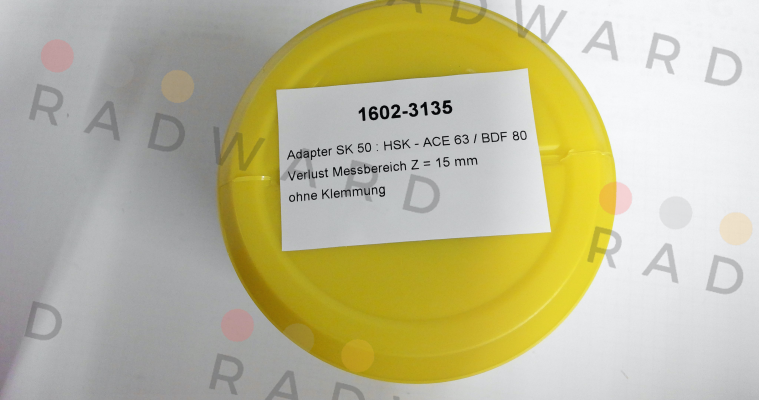 RADWARD
1602-3135
Adapter SK 50 : HSK - ACE 63 / BDF 80
Verlust Messbereich Z = 15 mm
ohne Klemmung
RADWARD
RAD
D
RADWARD